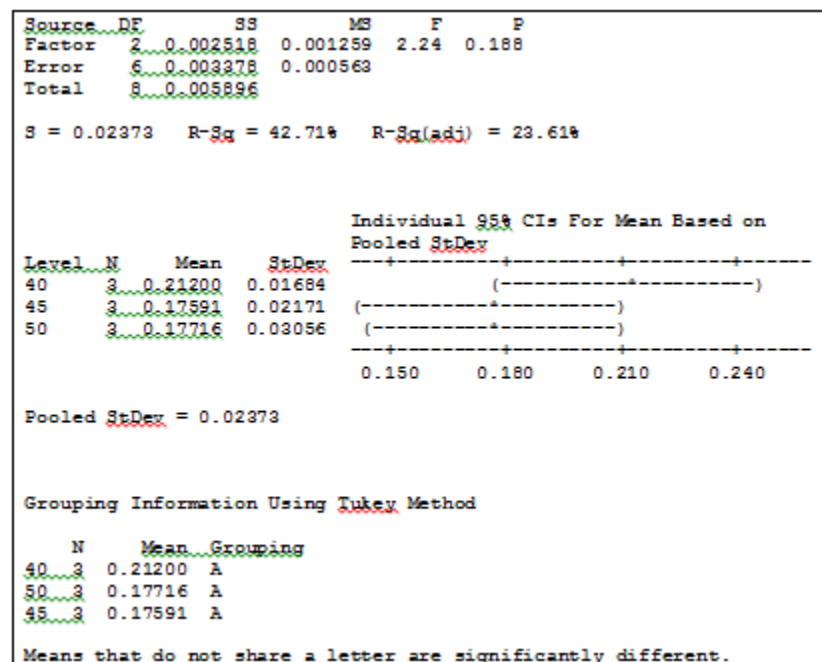 Source  DF        SS        MS     F      P
Factor   2  0.002518  0.001259  2.24  0.188
Error    6  0.003378  0.000563
Total    8  0.005896
S = 0.02373   R-Sq = 42.71%   R-Sq(adj) = 23.61%
Individual 95% CIs For Mean Based on
Pooled StDev
Level  N     Mean    StDev  ---+---------+---------+---------+------
40     3  0.21200  0.01684              (-----------*----------)
45     3  0.17591  0.02171  (-----------*----------)
50     3  0.17716  0.03056   (----------*-----------)
---+---------+---------+---------+------
0.150     0.180     0.210     0.240
Pooled StDev = 0.02373
Grouping Information Using Tukey Method
N     Mean  Grouping
40  3  0.21200  A
50  3  0.17716  A
45  3  0.17591  A
Means that do not share a letter are significantly different.